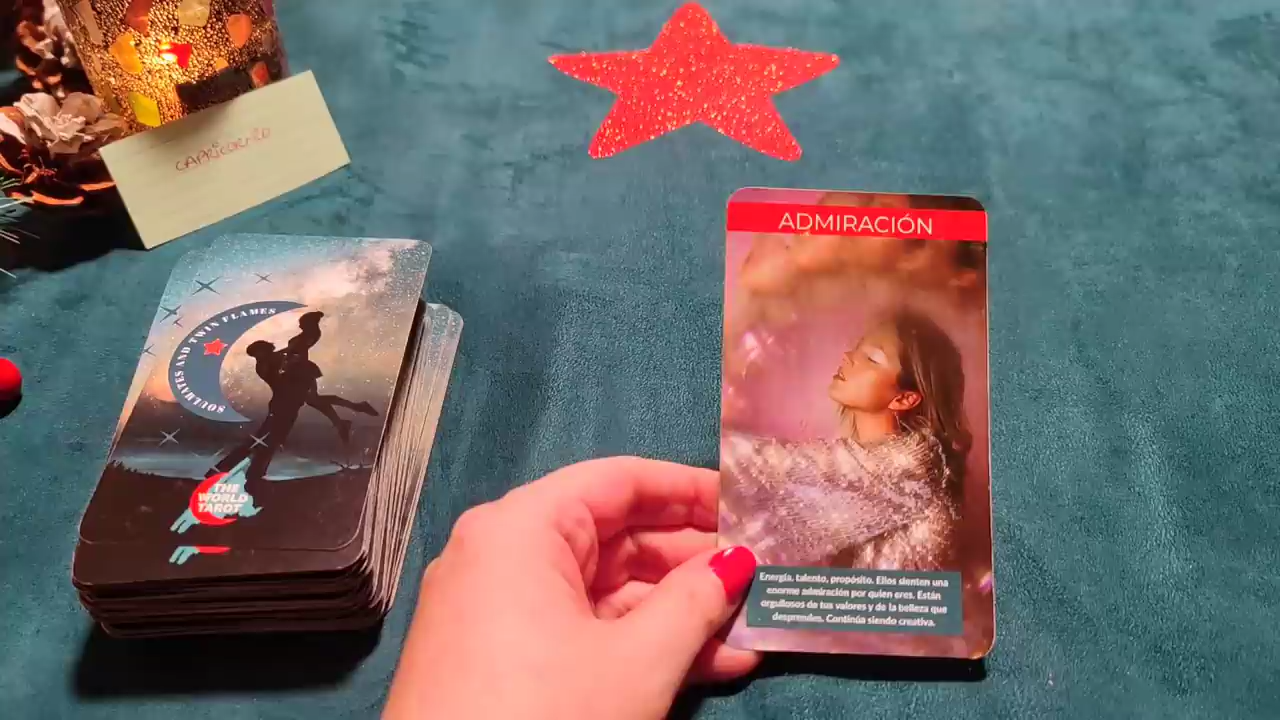 CAPRICORNIO
SOULMATES AND TWIN FLAMES
THE
WORLD
TAROT
ADMIRACIÓN
Energía, talento, propósito. Ellos sienten una
enorme admiración por quien eres. Están
orgullosos de tus valores y de la belleza que
desprendes. Continúa siendo creativa.